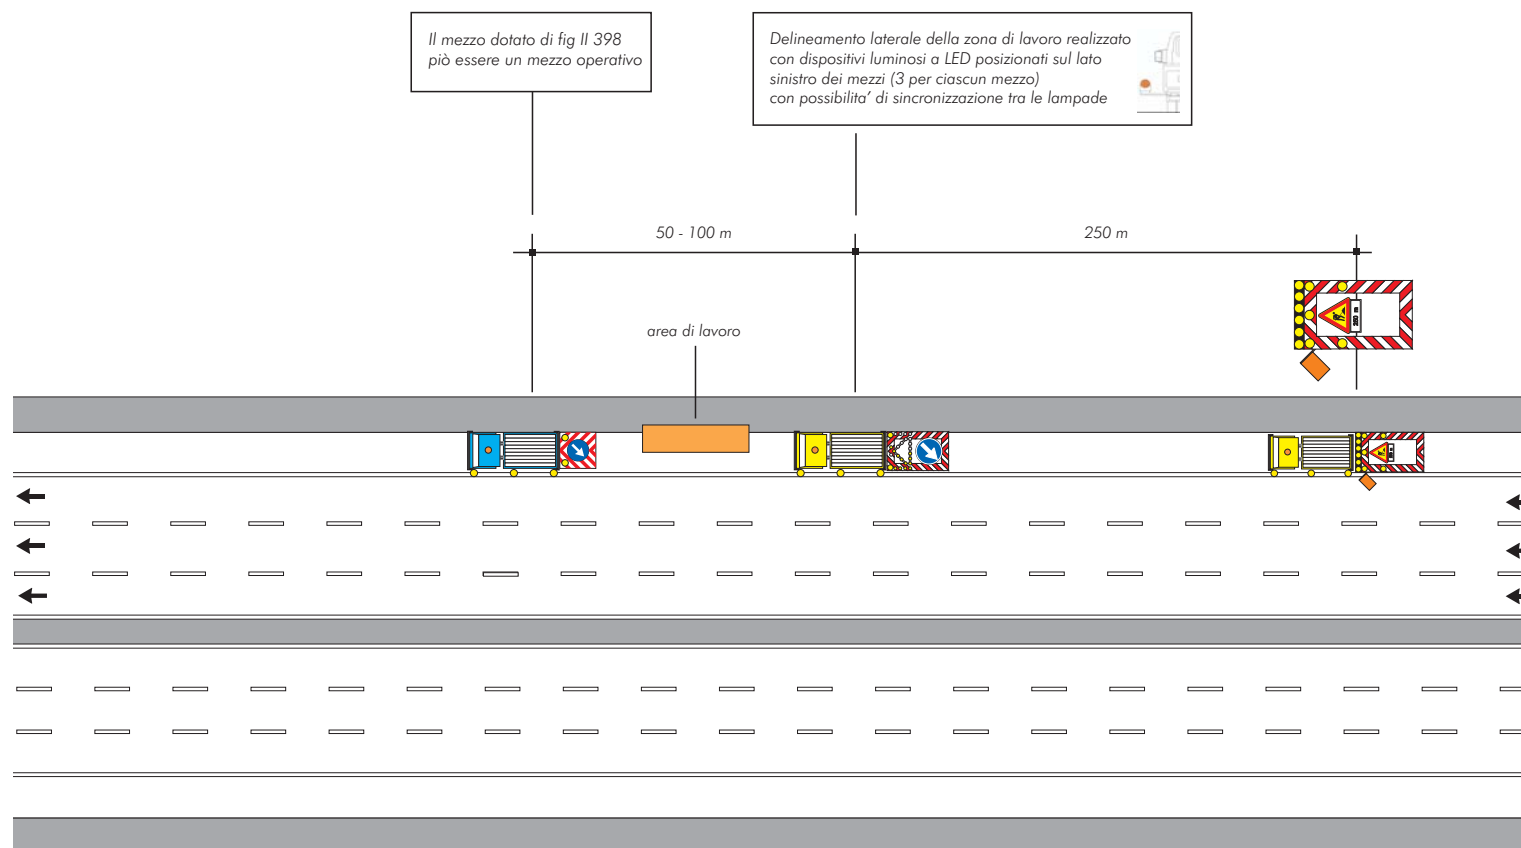 Il mezzo dotato di fig II 398
piò essere un mezzo operativo
Delineamento laterale della zona di lavoro realizzato
con dispositivi luminosi a LED posizionati sul lato
sinistro dei mezzi (3 per ciascun mezzo)
con possibilita’ di sincronizzazione tra le lampade
50 - 100 m
250 m
area di lavoro
250 m